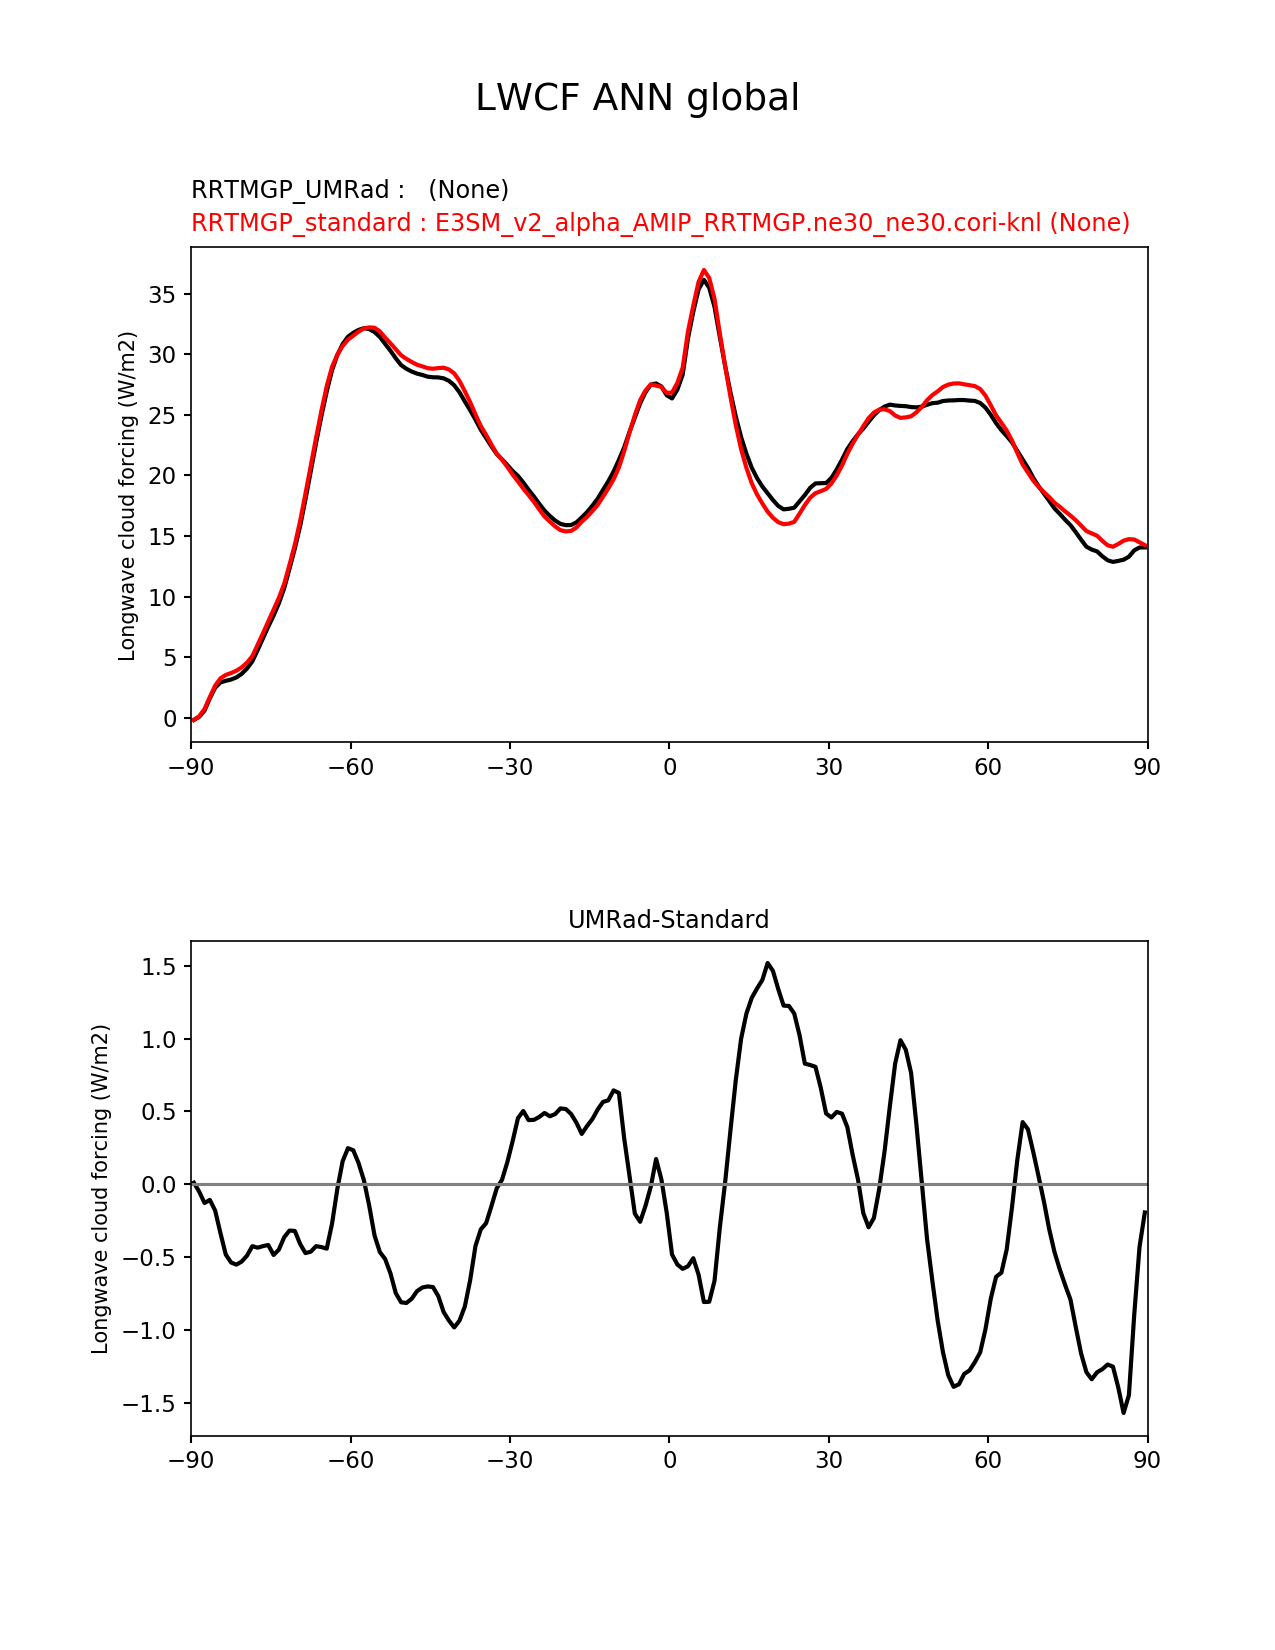 LWCF ANN global
RRTMGP_UMRad :   (None)
RRTMGP_standard : E3SM_v2_alpha_AMIP_RRTMGP.ne30_ne30.cori-knl (None)
Longwave cloud forcing (W/m2)
35
30
25
20
15
10
5
0
−90 −60 −30 0 30 60 90
UMRad-Standard
Longwave cloud forcing (W/m2)
1.5
1.0
0.5
0.0
−0.5
−1.0
−1.5
−90 −60 −30 0 30 60 90